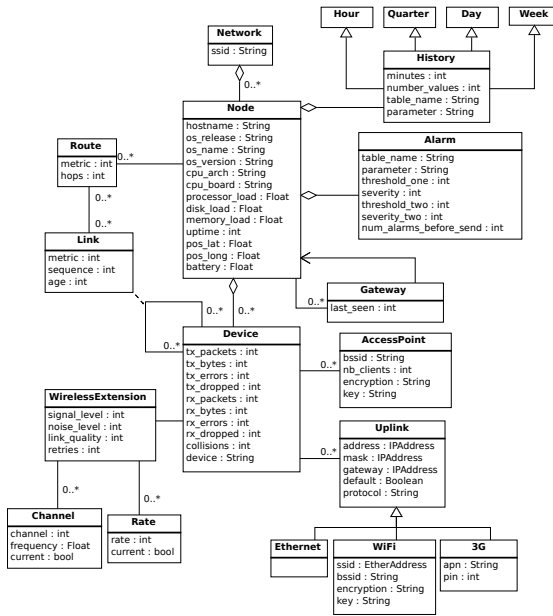 Hour
Quarter
Day
Week
Network
ssid : String
0..*
History
minutes : int
number_values : int
table_name : String
parameter : String
Node
hostname : String
os_release : String
os_name : String
os_version : String
cpu_arch : String
cpu_board : String
processor_load : Float
disk_load : Float
memory_load : Float
uptime : int
pos_lat : Float
pos_long : Float
battery : Float
Route
metric : int
hops : int
0..*
0..*
0..*
Alarm
table_name : String
parameter : String
threshold_one : int
severity : int
threshold_two : int
severity_two : int
num_alarms_before_send : int
Link
metric : int
sequence : int
age : int
Gateway
last_seen : int
0..*
0..*
0..*
0..*
Device
tx_packets : int
tx_bytes : int
tx_errors : int
tx_dropped : int
rx_packets : int
rx_bytes : int
rx_errors : int
rx_dropped : int
collisions : int
device : String
AccessPoint
bssid : String
nb_clients : int
encryption : String
key : String
0..*
WirelessExtension
signal_level : int
noise_level : int
link_quality : int
retries : int
Uplink
address : IPAddress
mask : IPAddress
gateway : IPAddress
default : Boolean
protocol : String
0..*
0..*
0..*
Channel
channel : int
frequency : Float
current : bool
Rate
rate : int
current : bool
Ethernet
WiFi
ssid : EtherAddress
bssid : String
encryption : String
key : String
3G
apn : String
pin : int